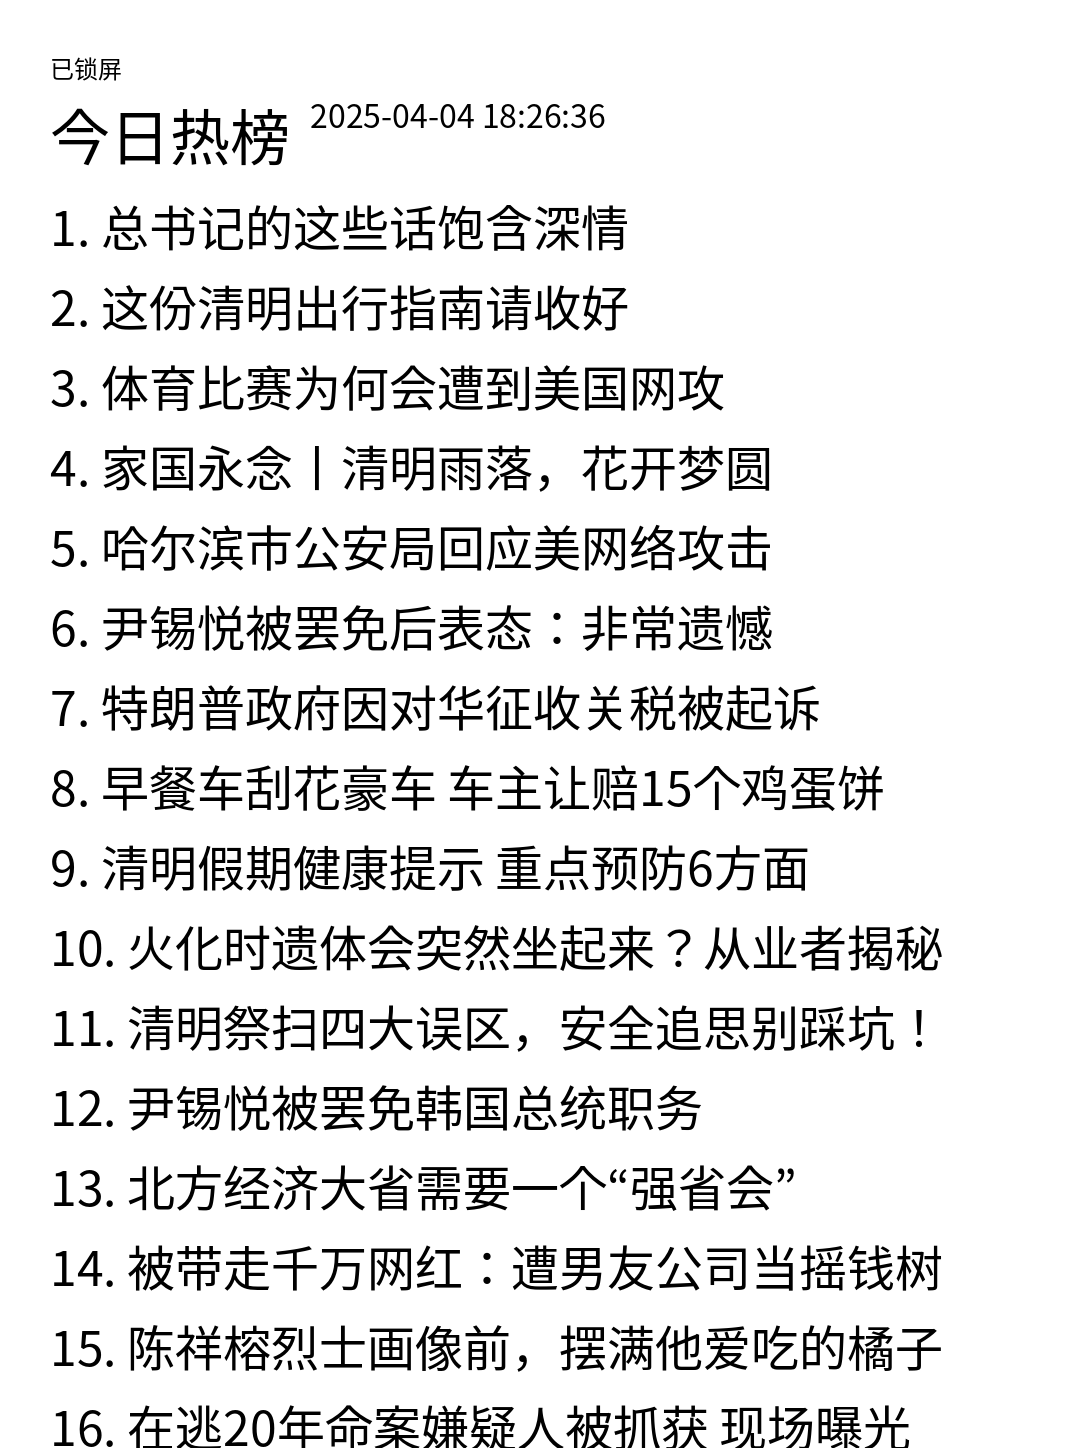 已锁屏
今日热榜 2025-04-04 18:26:36
1. 总书记的这些话饱含深情
2. 这份清明出行指南请收好
3. 体育比赛为何会遭到美国网攻
4. 家国永念丨清明雨落，花开梦圆
5. 哈尔滨市公安局回应美网络攻击
6. 尹锡悦被罢免后表态：非常遗憾
7. 特朗普政府因对华征收关税被起诉
8. 早餐车刮花豪车 车主让赔15个鸡蛋饼
9. 清明假期健康提示 重点预防6方面
10. 火化时遗体会突然坐起来？从业者揭秘
11. 清明祭扫四大误区，安全追思别踩坑！
12. 尹锡悦被罢免韩国总统职务
13. 北方经济大省需要一个“强省会”
14. 被带走千万网红：遭男友公司当摇钱树
15. 陈祥榕烈士画像前，摆满他爱吃的橘子
16. 在逃20年命案嫌疑人被抓获 现场曝光